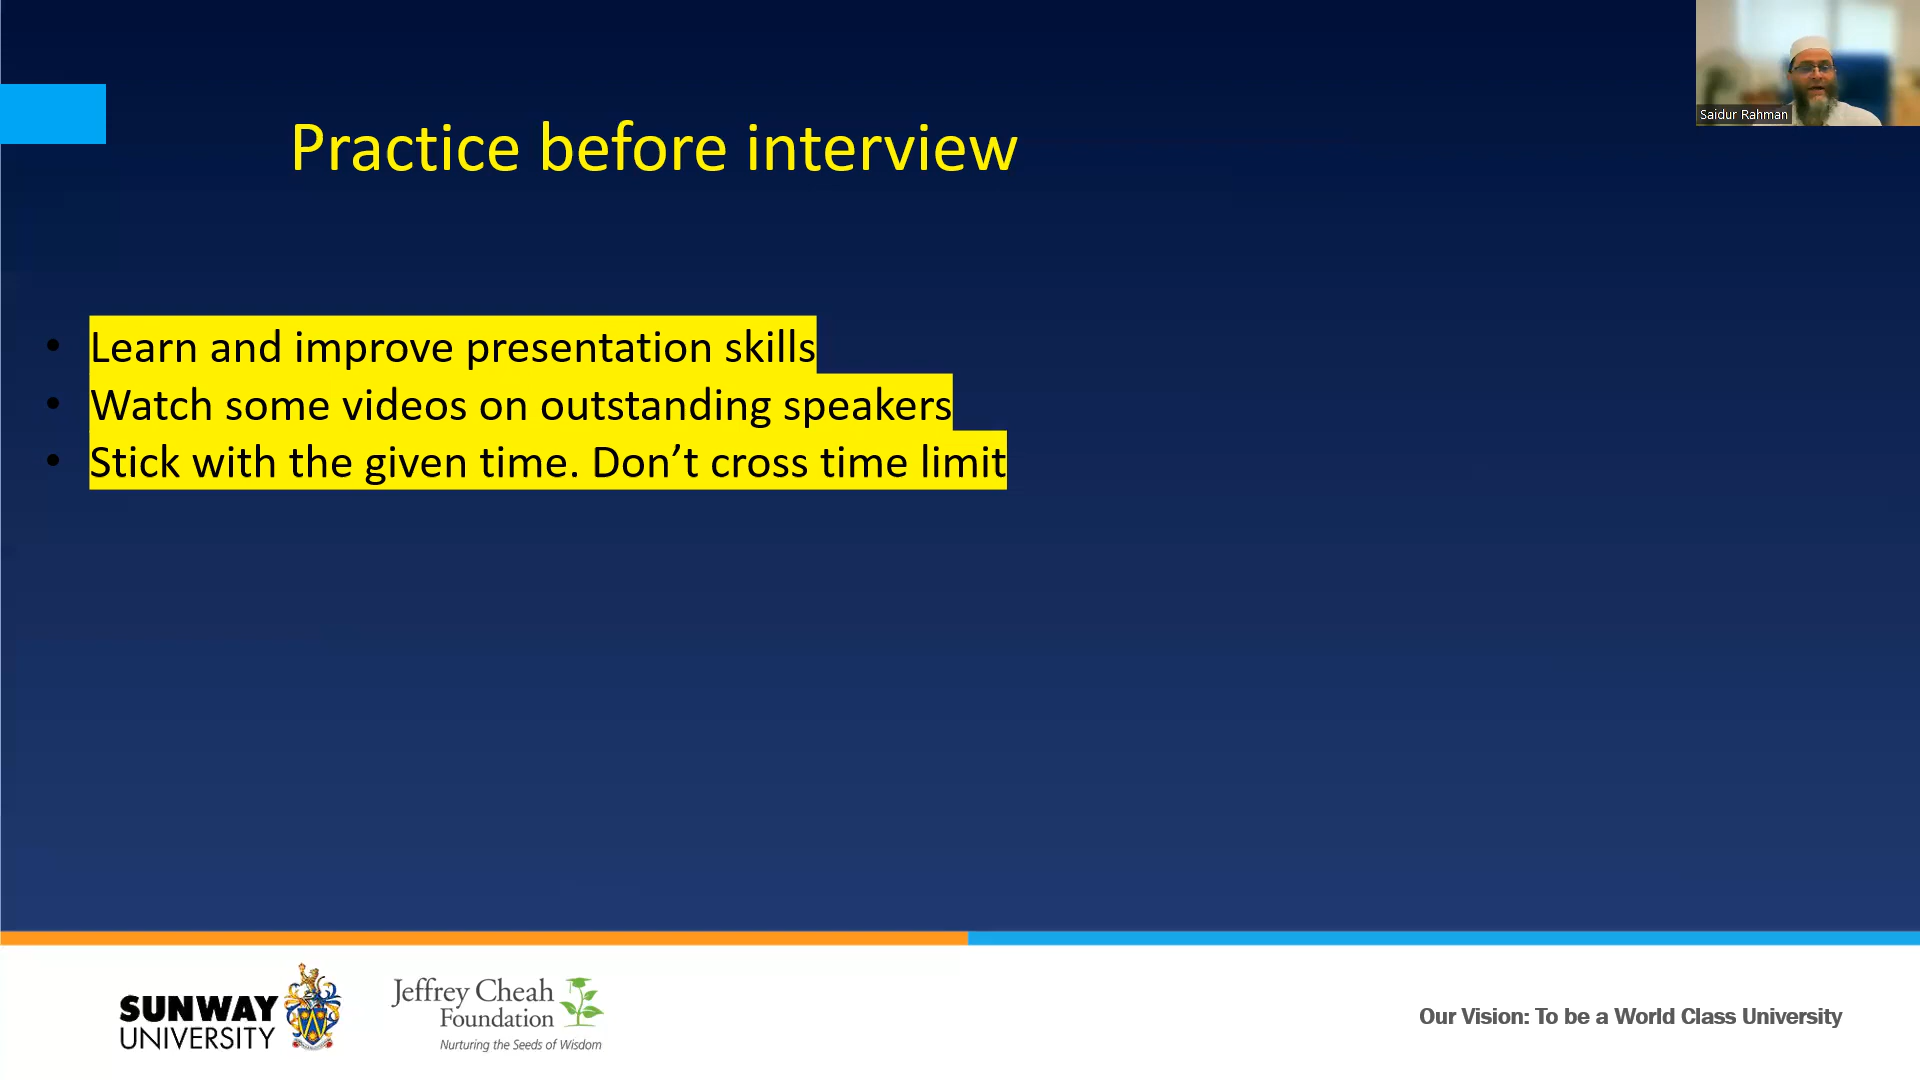 Saidur Rahman
Practice before interview
• Learn and improve presentation skills
• Watch some videos on outstanding speakers
• Stick with the given time. Don’t cross time limit
SUNWAY
UNIVERSITY
Jeffrey Cheah
Foundation
Nurturing the Seeds of Wisdom
Our Vision: To be a World Class University